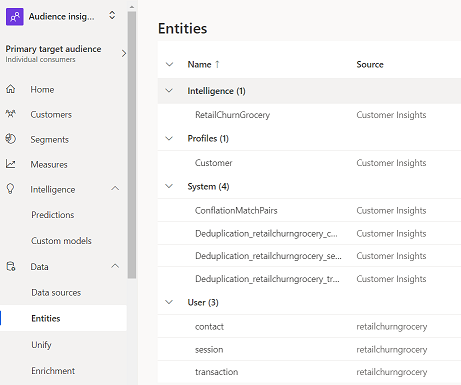 Audience insig...
Primary target audience
Individual consumers
Home
Customers
Segments
Measures
Intelligence
Predictions
Custom models
Data
Data sources
Entities
Unify
Enrichment
Entities
Name ↑ Source
Intelligence (1)
RetailChurnGrocery Customer Insights
Profiles (1)
Customer Customer Insights
System (4)
ConflationMatchPairs Customer Insights
Deduplication_retailchurngrocery_c... Customer Insights
Deduplication_retailchurngrocery_se... Customer Insights
Deduplication_retailchurngrocery_tr... Customer Insights
User (3)
contact retailchurngrocery
session retailchurngrocery
transaction retailchurngrocery